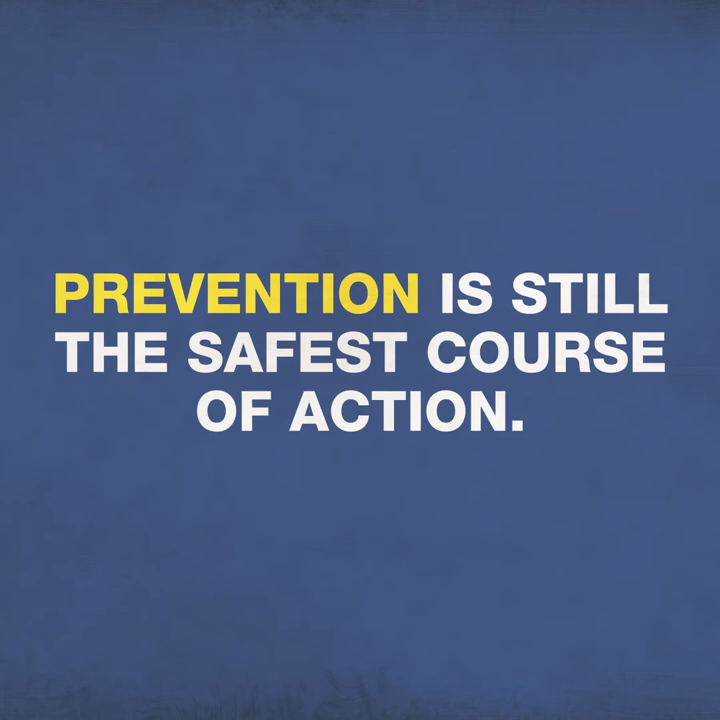 PREVENTION IS STILL
THE SAFEST COURSE
OF ACTION.